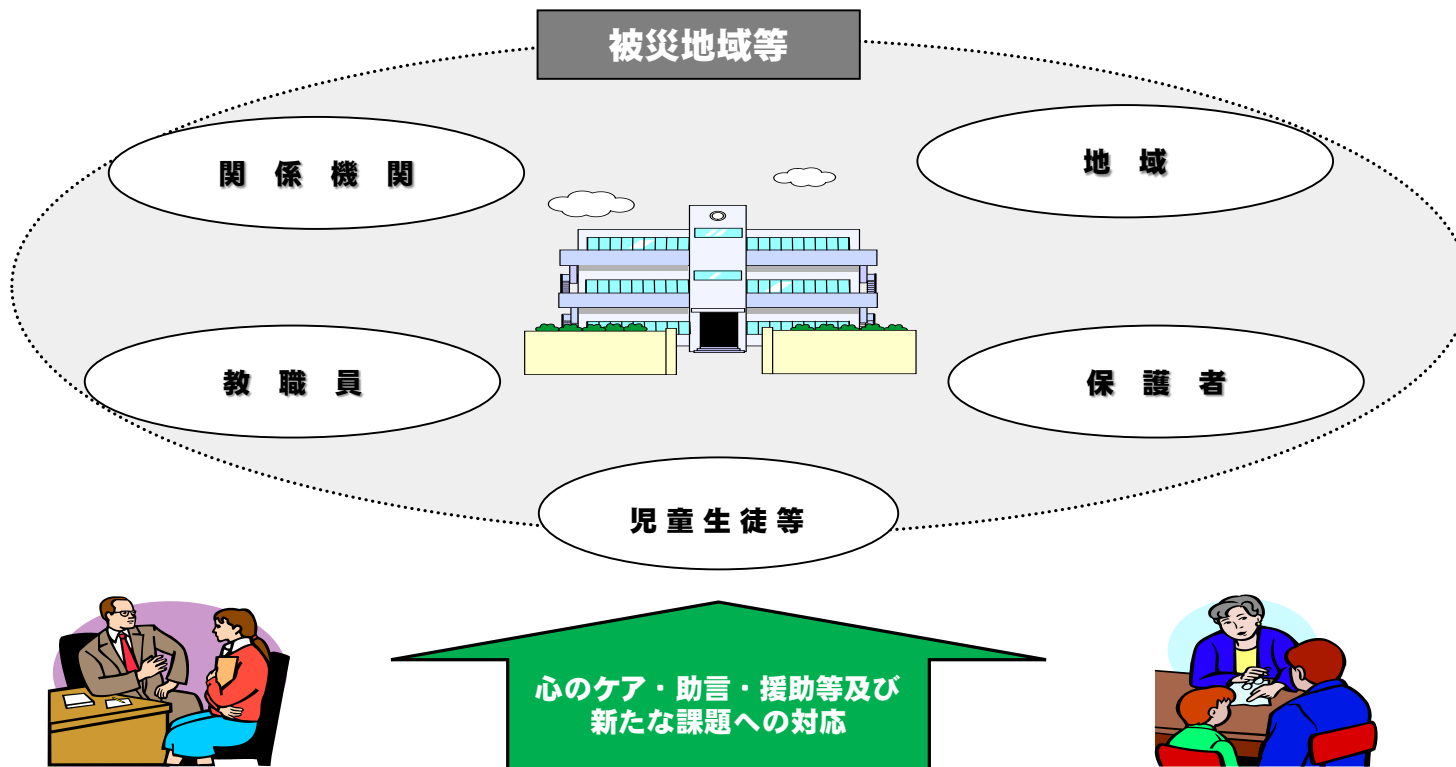 被災地域等
関係機関
地域
教職員
保護者
児童生徒等
心のケア・助言・援助等及び
新たな課題への対応